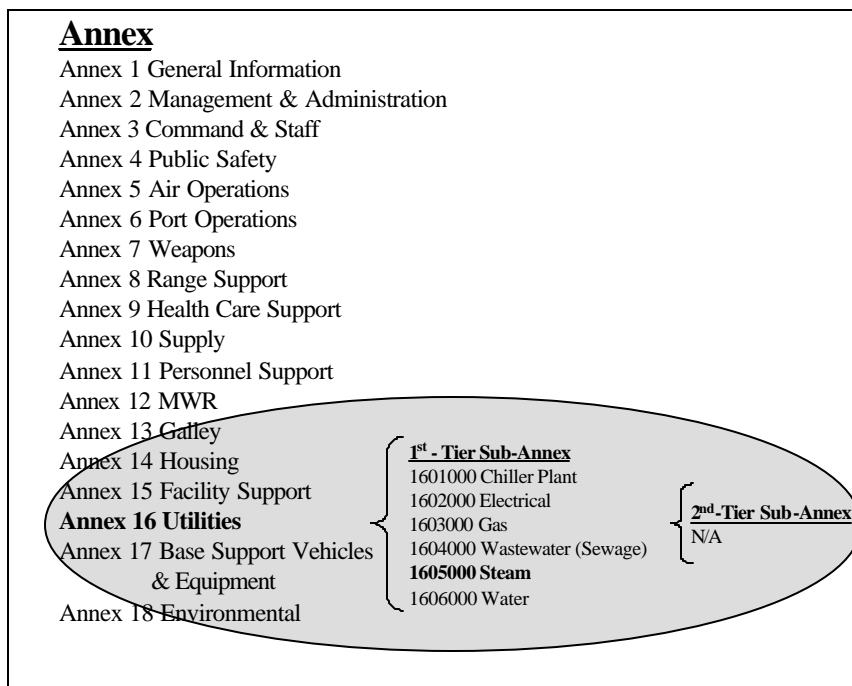 Annex
Annex 1 General Information
Annex 2 Management & Administration
Annex 3 Command & Staff
Annex 4 Public Safety
Annex 5 Air Operations
Annex 6 Port Operations
Annex 7 Weapons
Annex 8 Range Support
Annex 9 Health Care Support
Annex 10 Supply
Annex 11 Personnel Support
Annex 12 MWR
Annex 13 Galley
Annex 14 Housing
Annex 15 Facility Support
Annex 16 Utilities
Annex 17 Base Support Vehicles
& Equipment
Annex 18 Environmental
1st - Tier Sub-Annex
1601000 Chiller Plant
1602000 Electrical
1603000 Gas
1604000 Wastewater (Sewage)
1605000 Steam
1606000 Water
2nd-Tier Sub-Annex
N/A